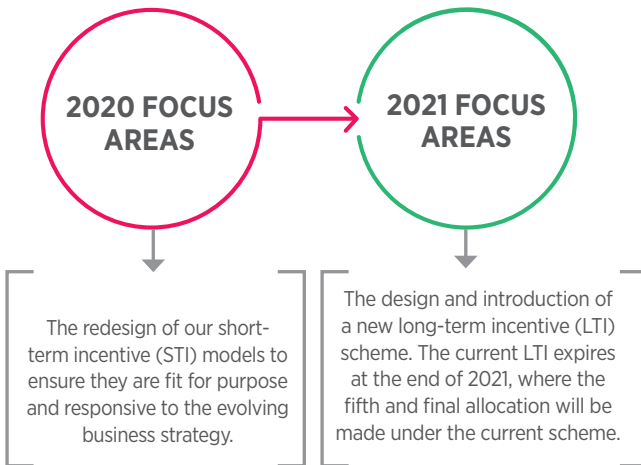 2020 FOCUS
AREAS
2021 FOCUS
AREAS
The redesign of our short-
term incentive (STI) models to
ensure they are fit for purpose
and responsive to the evolving
business strategy.
The design and introduction of
a new long-term incentive (LTI)
scheme. The current LTI expires
at the end of 2021, where the
fifth and final allocation will be
made under the current scheme.